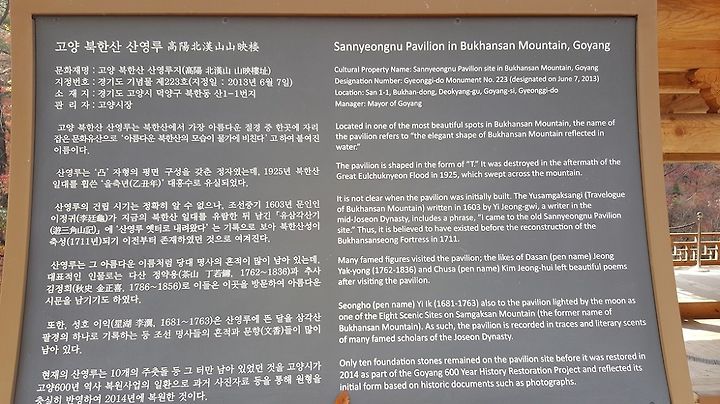 고양 북한산 산영루 高陽北漢山山映楼
문화재명 : 고양 북한산 산영루지(高陽 北漢山 山映樓址)
지정번호 : 경기도 기념물 제223호(지정일 : 2013년 6월 7일)
소 재 지 : 경기도 고양시 덕양구 북한동 산1-1번지
관 리 자 : 고양시장
고양 북한산 산영루는 북한산에서 가장 아름다운 절경 중 한곳에 자리
잡은 문화유산으로 '아름다운 북한산의 모습이 물가에 비친다' 고 하여 붙여진
이름이다.
산영루는 '凸' 자형의 평면 구성을 갖춘 정자있는데, 1925년 북한산
일대를 휩쓴 '을축년(乙丑年)' 대홍수로 유실되었다.
산영루의 건립 시기는 정확히 알 수 없으나, 조선중기 1603년 문인인
이정귀(李廷龜)가 지금의 북한산 일대를 유람한 뒤 남긴 「유삼각산기
(遊三角山記)」에 '산영루 옛터로 내려왔다' 는 기록으로 보아 북한산성이
축성(1711년)되기 이전부터 존재하였던 것으로 여겨진다.
산영루는 그 아름다운 이름처럼 당대 명사의 흔적이 많이 남아 있는데,
대표적인 인물로는 다산 정약용(茶山 丁若鏞, 1762~1836)과 추사
김정희(秋史 金正喜, 1786~1856)로 이들은 이곳을 방문하여 아름다운
시문을 남기기도 하였다.
또한, 성호 이익(星湖 李瀷, 1681~1763)은 산영루에 뜬 달을 삼각산
팔경의 하나로 기록하는 등 조선 명사들의 흔적과 문향(文香)들이 많이
남아 있다.
현재의 산영루는 10개의 주춧돌 등 그 터만 남아 있었던 것을 고양시가
고양600년 역사 복원사업의 일환으로 과거 사진자료 등을 통해 원형을
충실히 반영하여 2014년에 복원한 것이다.
Sannyeongnu Pavilion in Bukhansan Mountain, Goyang
Cultural Property Name: Sannyeongnu Pavilion site in Bukhansan Mountain, Goyang
Designation Number: Gyeonggi-do Monument No. 223 (designated on June 7, 2013)
Location: San 1-1, Bukhan-dong, Deokyang-gu, Goyang-si, Gyeonggi-do
Manager: Mayor of Goyang
Located in one of the most beautiful spots in Bukhansan Mountain, the name of
the pavilion refers to "the elegant shape of Bukhansan Mountain reflected in
water."
The pavilion is shaped in the form of "T." It was destroyed in the aftermath of the
Great Eulchuknyeon Flood in 1925, which swept across the mountain.
It is not clear when the pavilion was initially built. The Yusamgaksangi (Travelogue
of Bukhansan Mountain) written in 1603 by Yi Jeong-gwi, a writer in the
mid-Joseon Dynasty, includes a phrase, "I came to the old Sannyeongnu Pavilion
site." Thus, it is believed to have existed before the reconstruction of the
Bukhansanseong Fortress in 1711.
Many famed figures visited the pavilion; the likes of Dasan (pen name) Jeong
Yak-yong (1762-1836) and Chusa (pen name) Kim Jeong-hui left beautiful poems
after visiting the pavilion.
Seongho (pen name) Yi Ik (1681-1763) also to the pavilion lighted by the moon as
one of the Eight Scenic Sites on Samgaksan Mountain (the former name of
Bukhansan Mountain). As such, the pavilion is recorded in traces and literary scents
of many famed scholars of the Joseon Dynasty.
Only ten foundation stones remained on the pavilion site before it was restored in
2014 as part of the Goyang 600 Year History Restoration Project and reflected its
initial form based on historic documents such as photographs.